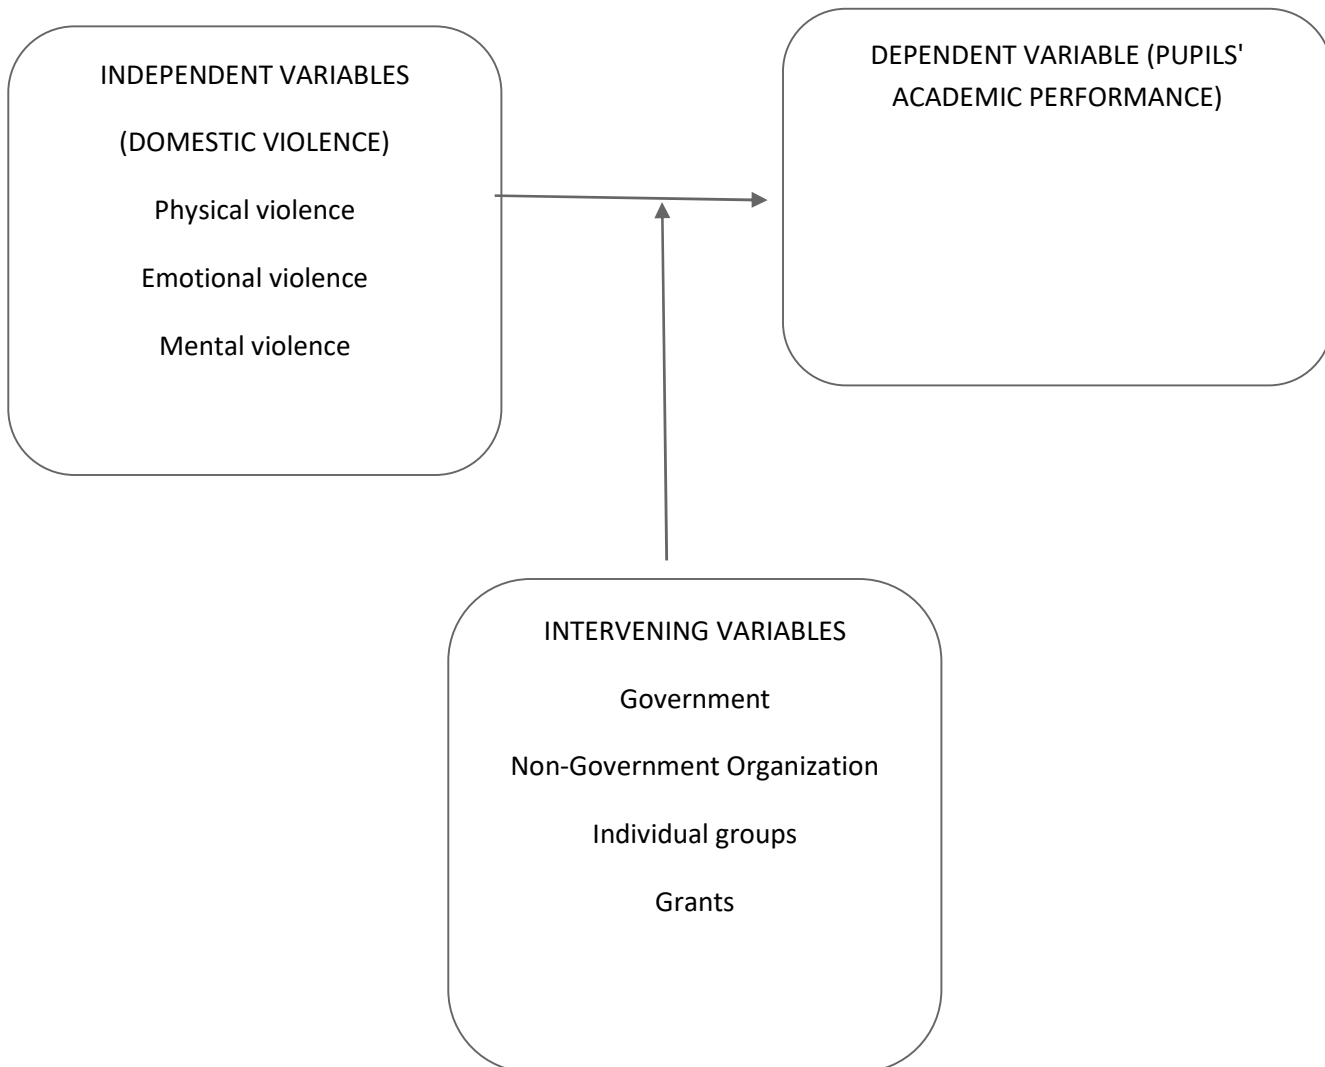 INDEPENDENT VARIABLES
(DOMESTIC VIOLENCE)
Physical violence
Emotional violence
Mental violence
DEPENDENT VARIABLE (PUPILS'
ACADEMIC PERFORMANCE)
INTERVENING VARIABLES
Government
Non-Government Organization
Individual groups
Grants